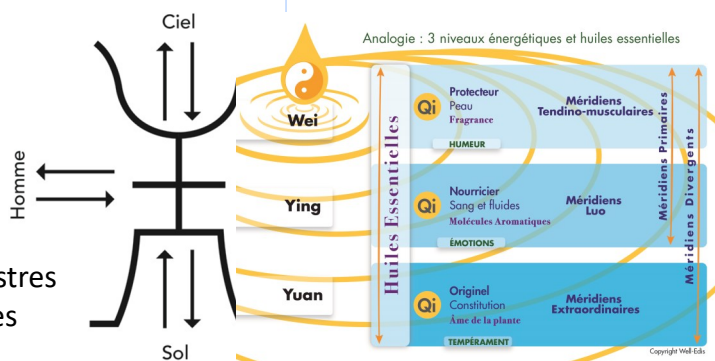 Ciel
Homme
stres
es
Sol
Analogie : 3 niveaux énergétiques et huiles essentielles
Wei
Ying
Yuan
Huiles Essentielles
Qi
Protecteur
Peau
Fragrance
HUMEUR
Méridiens
Tendino-musculaires
Qi
Nourricier
Sang et fluides
Molécules Aromatiques
ÉMOTIONS
Méridiens
Luo
Qi
Originel
Constitution
Âme de la plante
TEMPÉRAMENT
Méridiens
Extraordinaires
Méridiens Primaires
Méridiens Divergents
Copyright Well-Edis